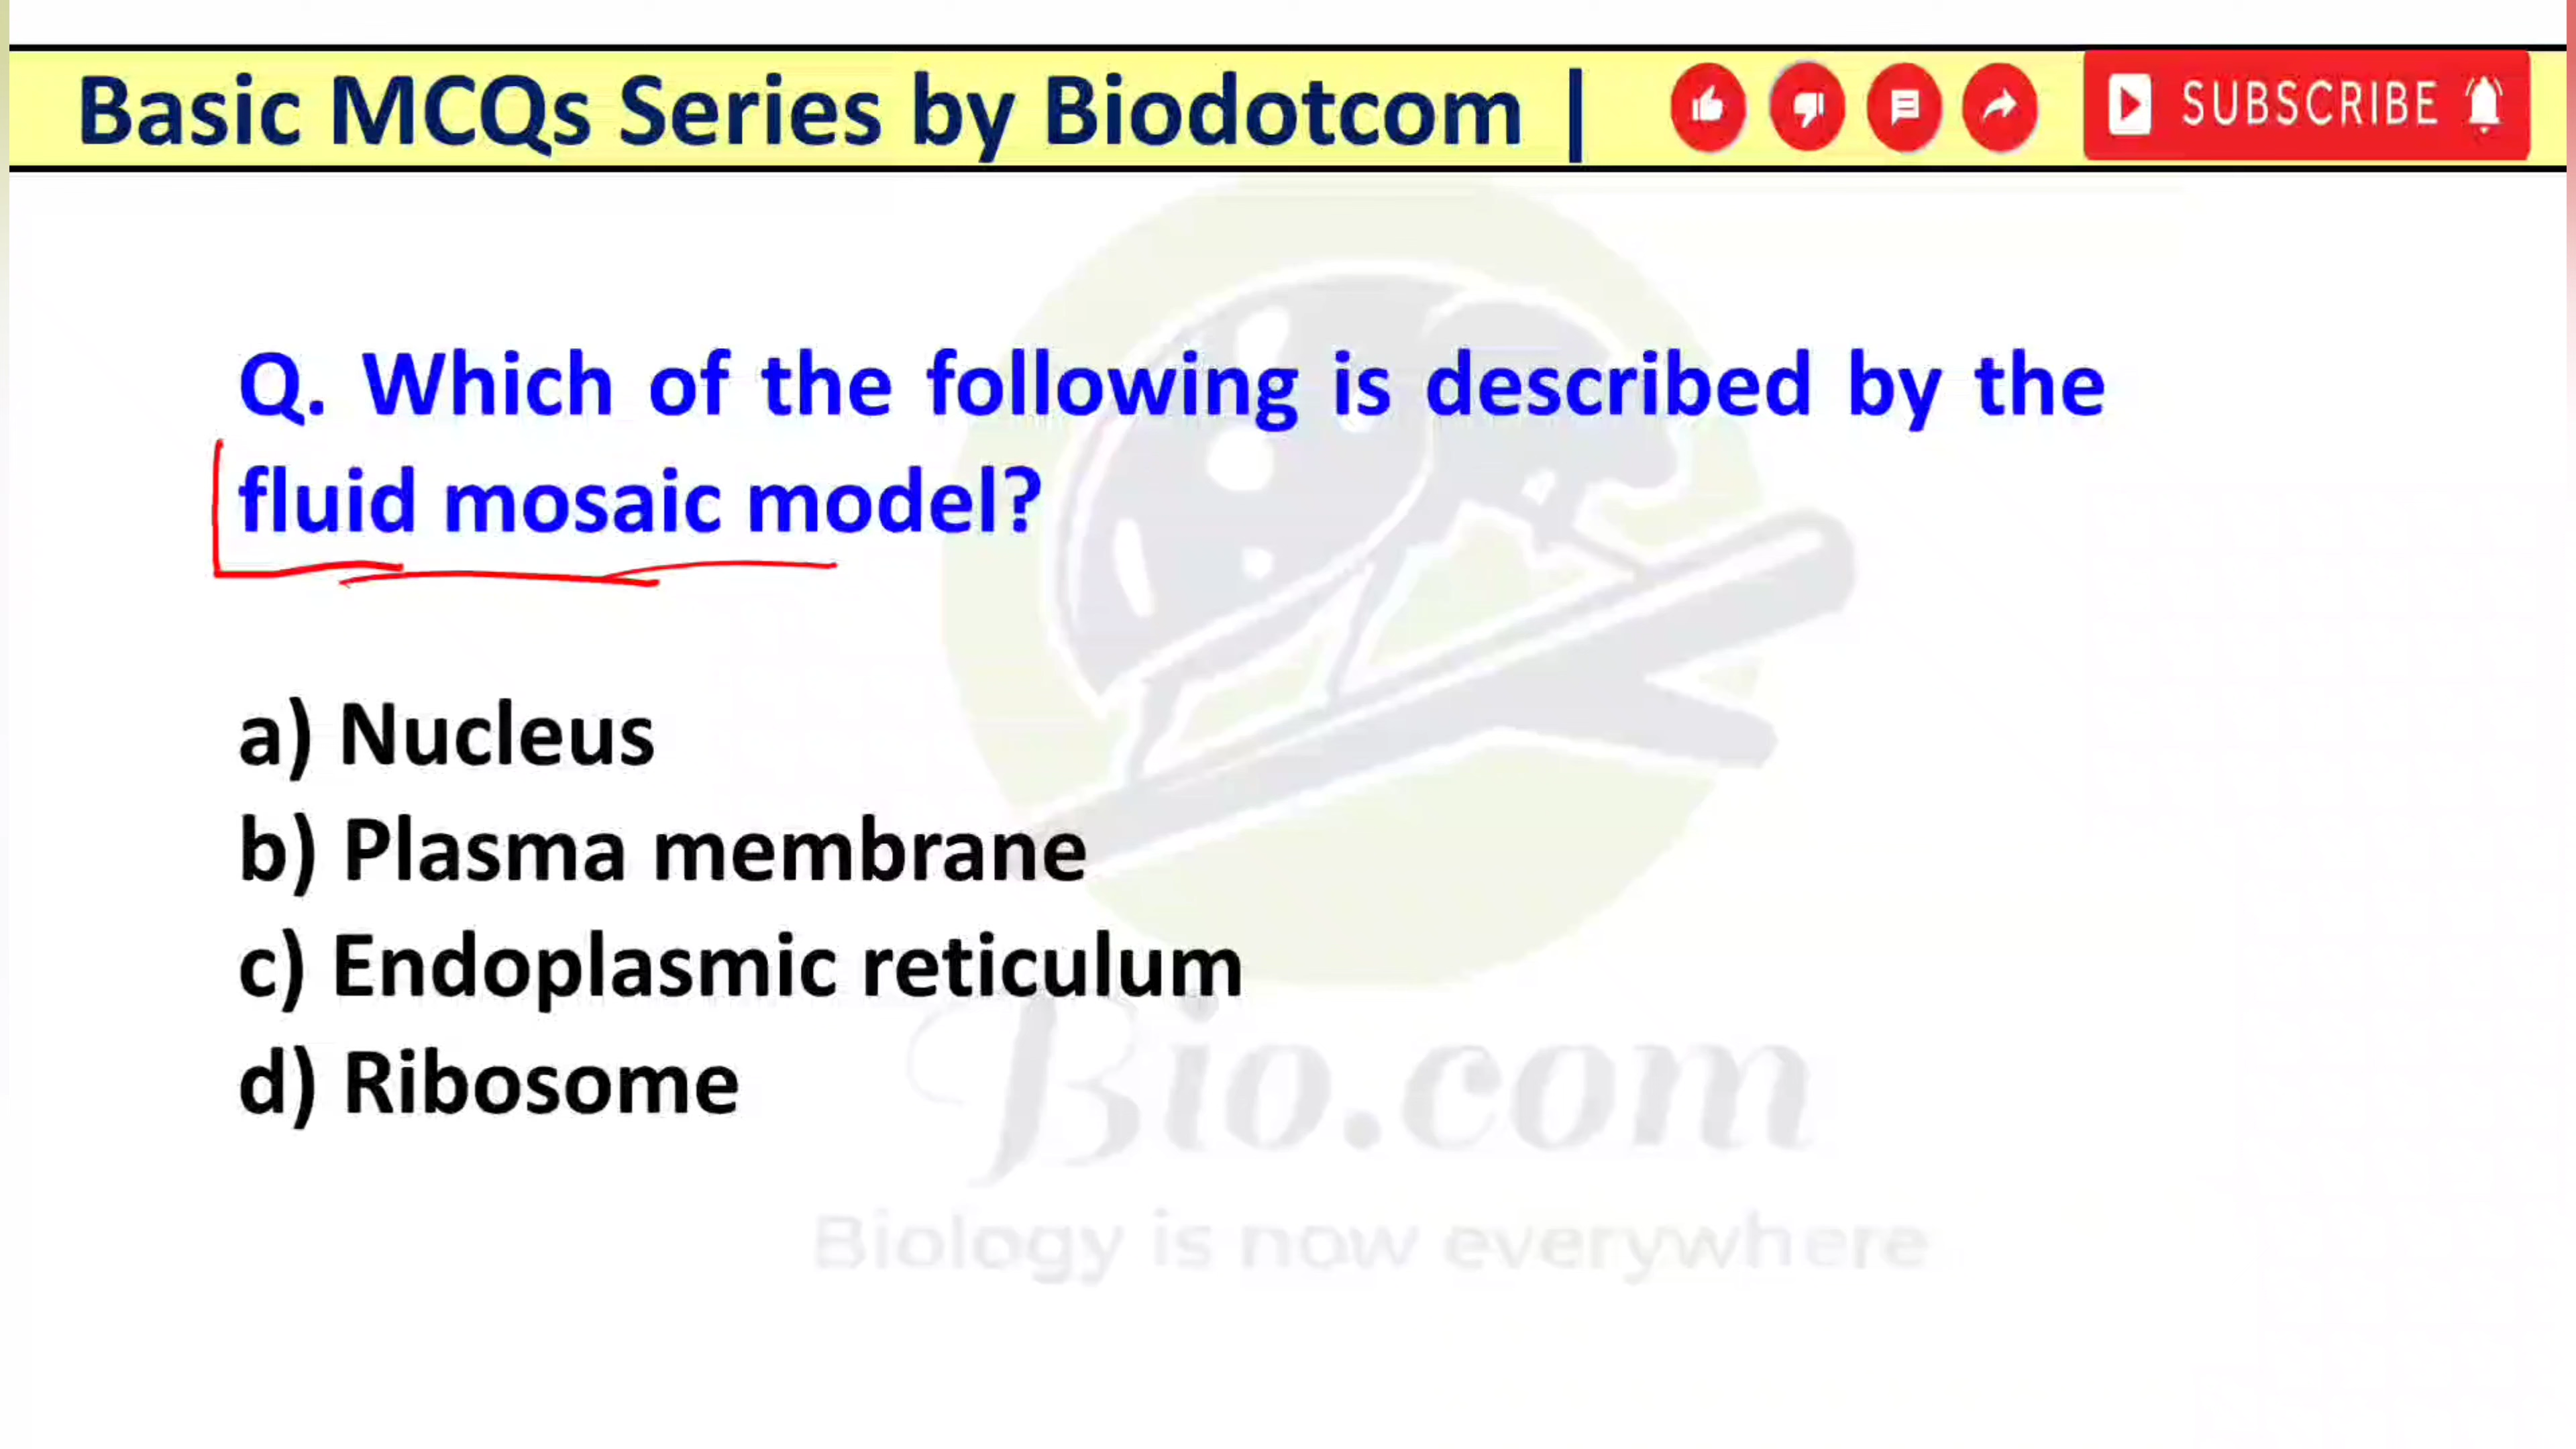 Basic MCQs Series by Biodotcom |
SUBSCRIBE
Q. Which of the following is described by the
fluid mosaic model?
a) Nucleus
b) Plasma membrane
c) Endoplasmic reticulum
d) Ribosome
Bio.com
Biology is now everywhere